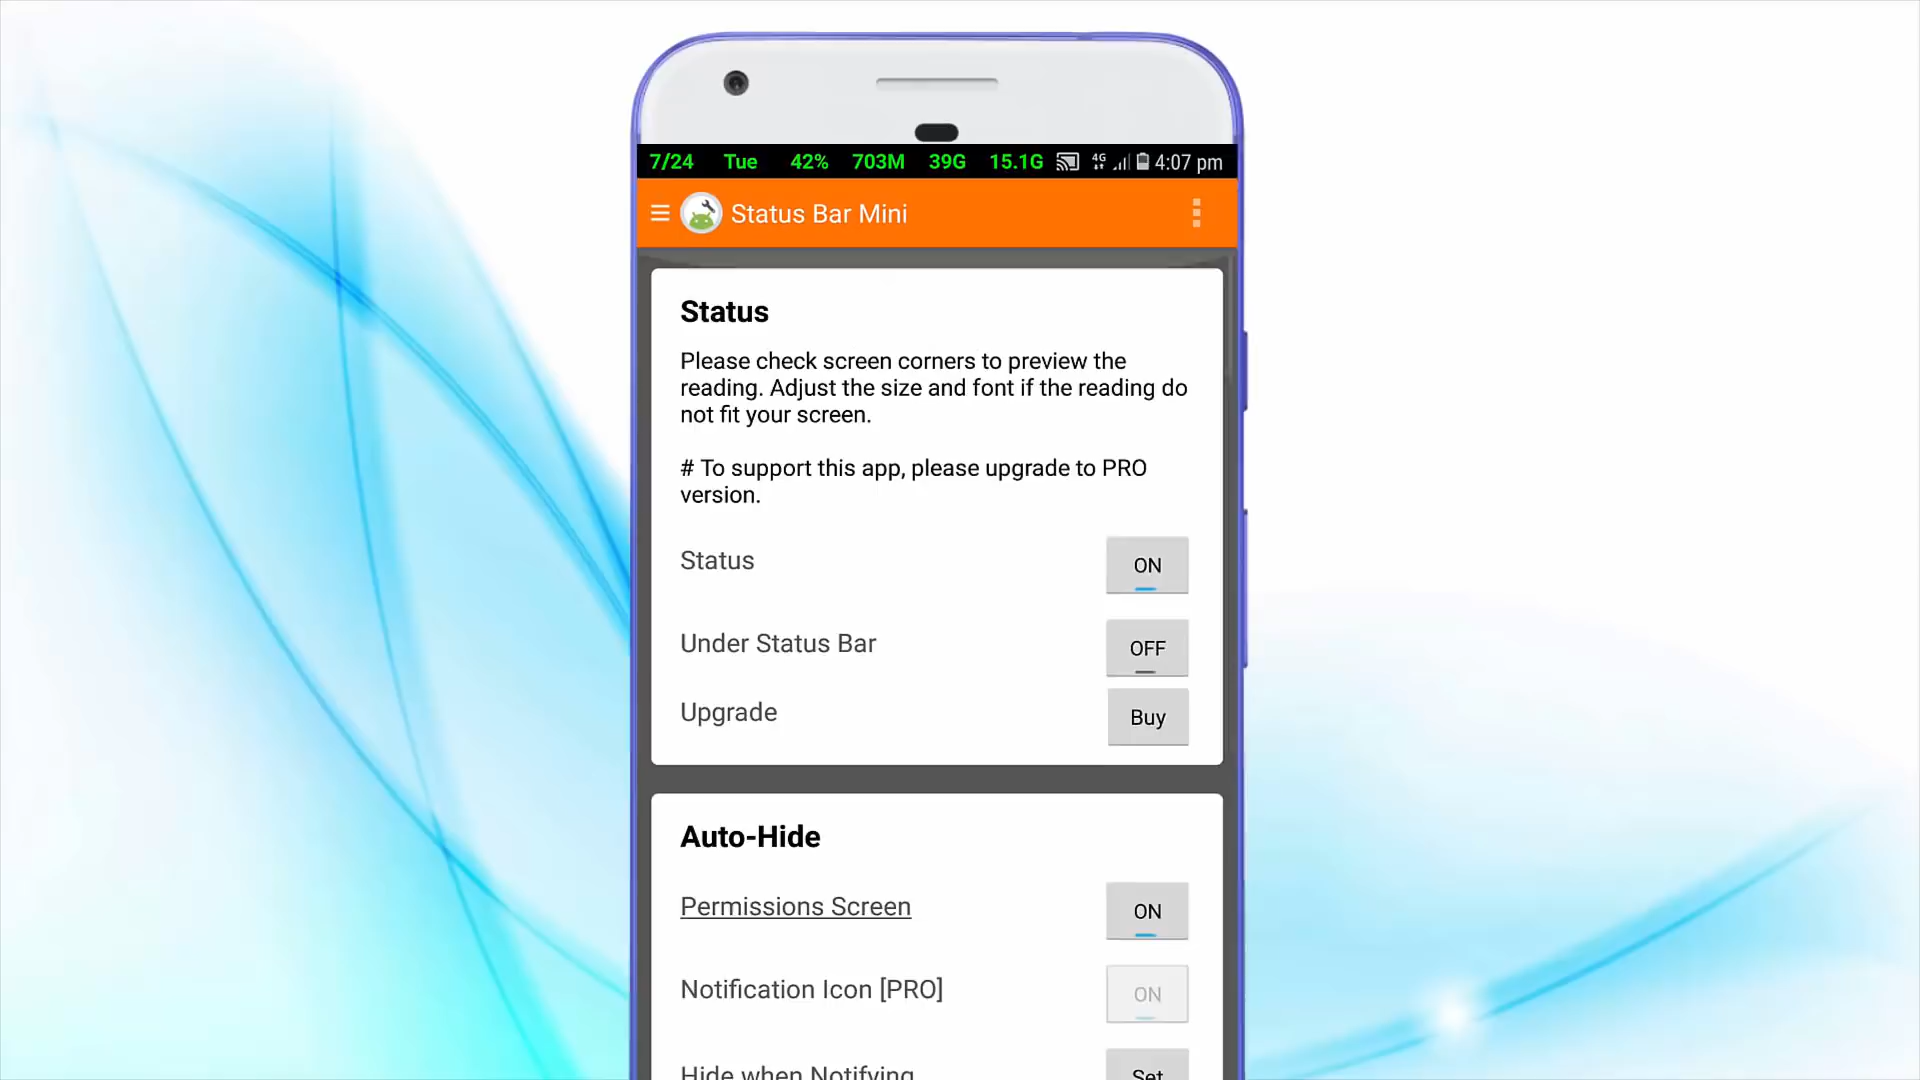 7/24 Tue 42% 703M 39G 15.1G 4G 4:07 pm
Status Bar Mini
Status
Please check screen corners to preview the
reading. Adjust the size and font if the reading do
not fit your screen.
# To support this app, please upgrade to PRO
version.
Status ON
Under Status Bar OFF
Upgrade Buy
Auto-Hide
Permissions Screen ON
Notification Icon [PRO] ON
Hide when Notifying Set